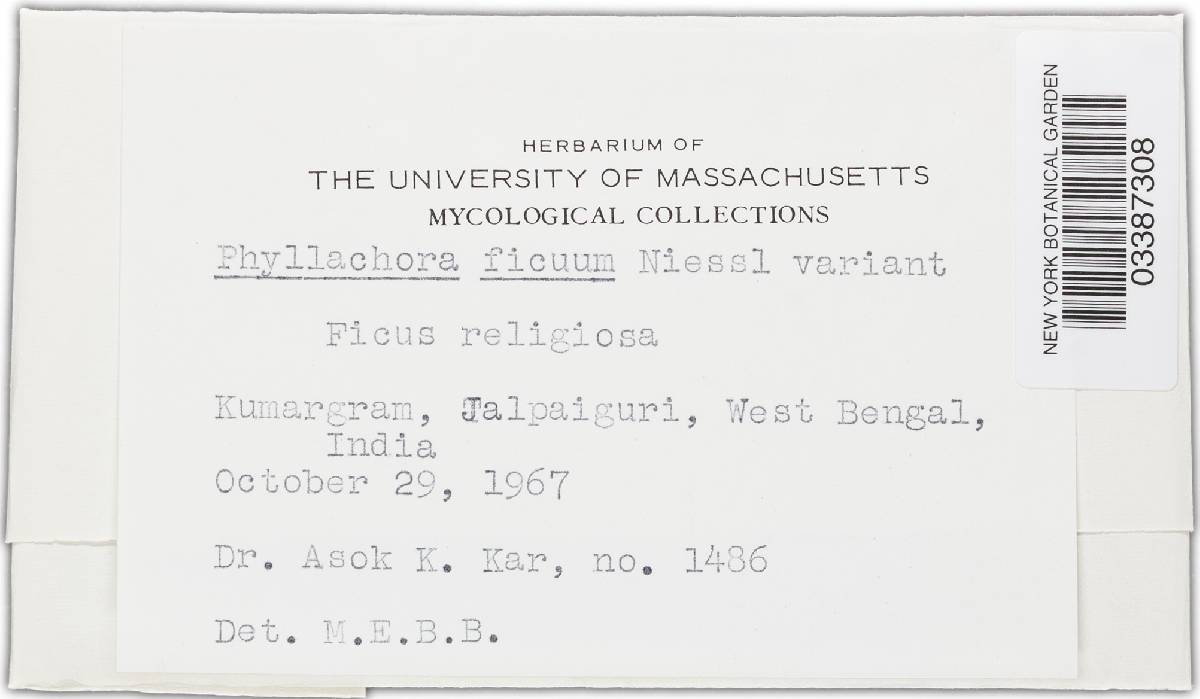 HERBARIUM OF
THE UNIVERSITY OF MASSACHUSETTS
MYCOLOGICAL COLLECTIONS
Phyllachora ficuum Niessl variant
Ficus religiosa
Kumargram, Jalpaiguri, West Bengal,
India
October 29, 1967
Dr. Asok K. Kar, no. 1486
Det. M.E.B.B.
NEW YORK BOTANICAL GARDEN
03387308